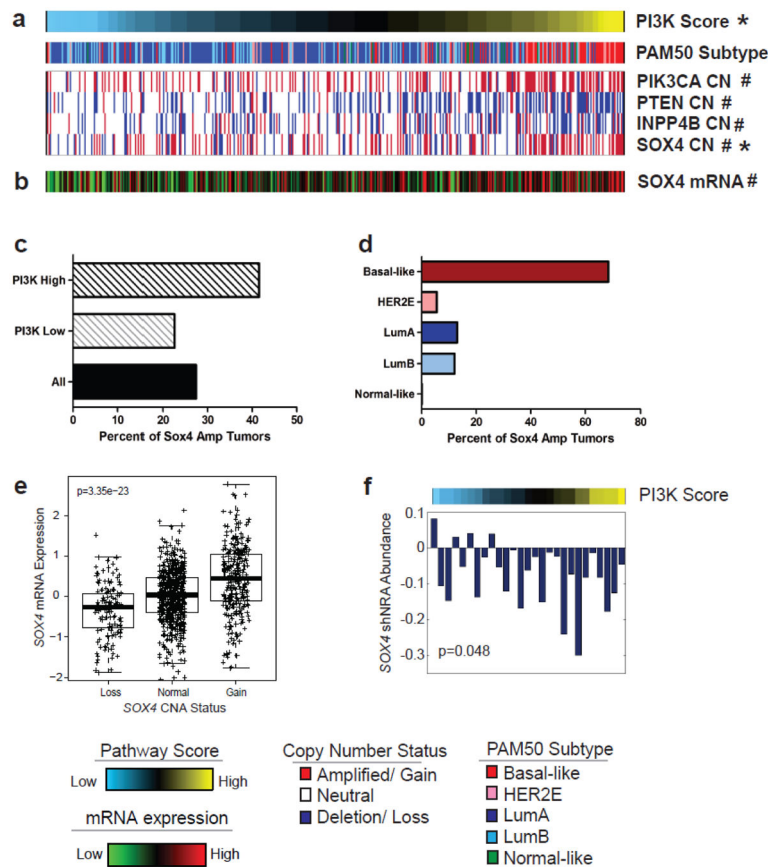 a
PI3K Score *
PAM50 Subtype
PIK3CA CN #
PTEN CN #
INPP4B CN #
SOX4 CN # *
b
SOX4 mRNA #
c
PI3K High
PI3K Low
All
0 10 20 30 40 50
Percent of Sox4 Amp Tumors
d
Basal-like
HER2E
LumA
LumB
Normal-like
0 20 40 60 80
Percent of Sox4 Amp Tumors
e
p=3.35e−23
SOX4 mRNA Expression
2
1
0
−1
−2
Loss Normal Gain
SOX4 CNA Status
f
PI3K Score
SOX4 shNRA Abundance
0.1
0
-0.1
-0.2
-0.3
p=0.048
Pathway Score
Low High
mRNA expression
Low High
Copy Number Status
Amplified/ Gain
Neutral
Deletion/ Loss
PAM50 Subtype
Basal-like
HER2E
LumA
LumB
Normal-like